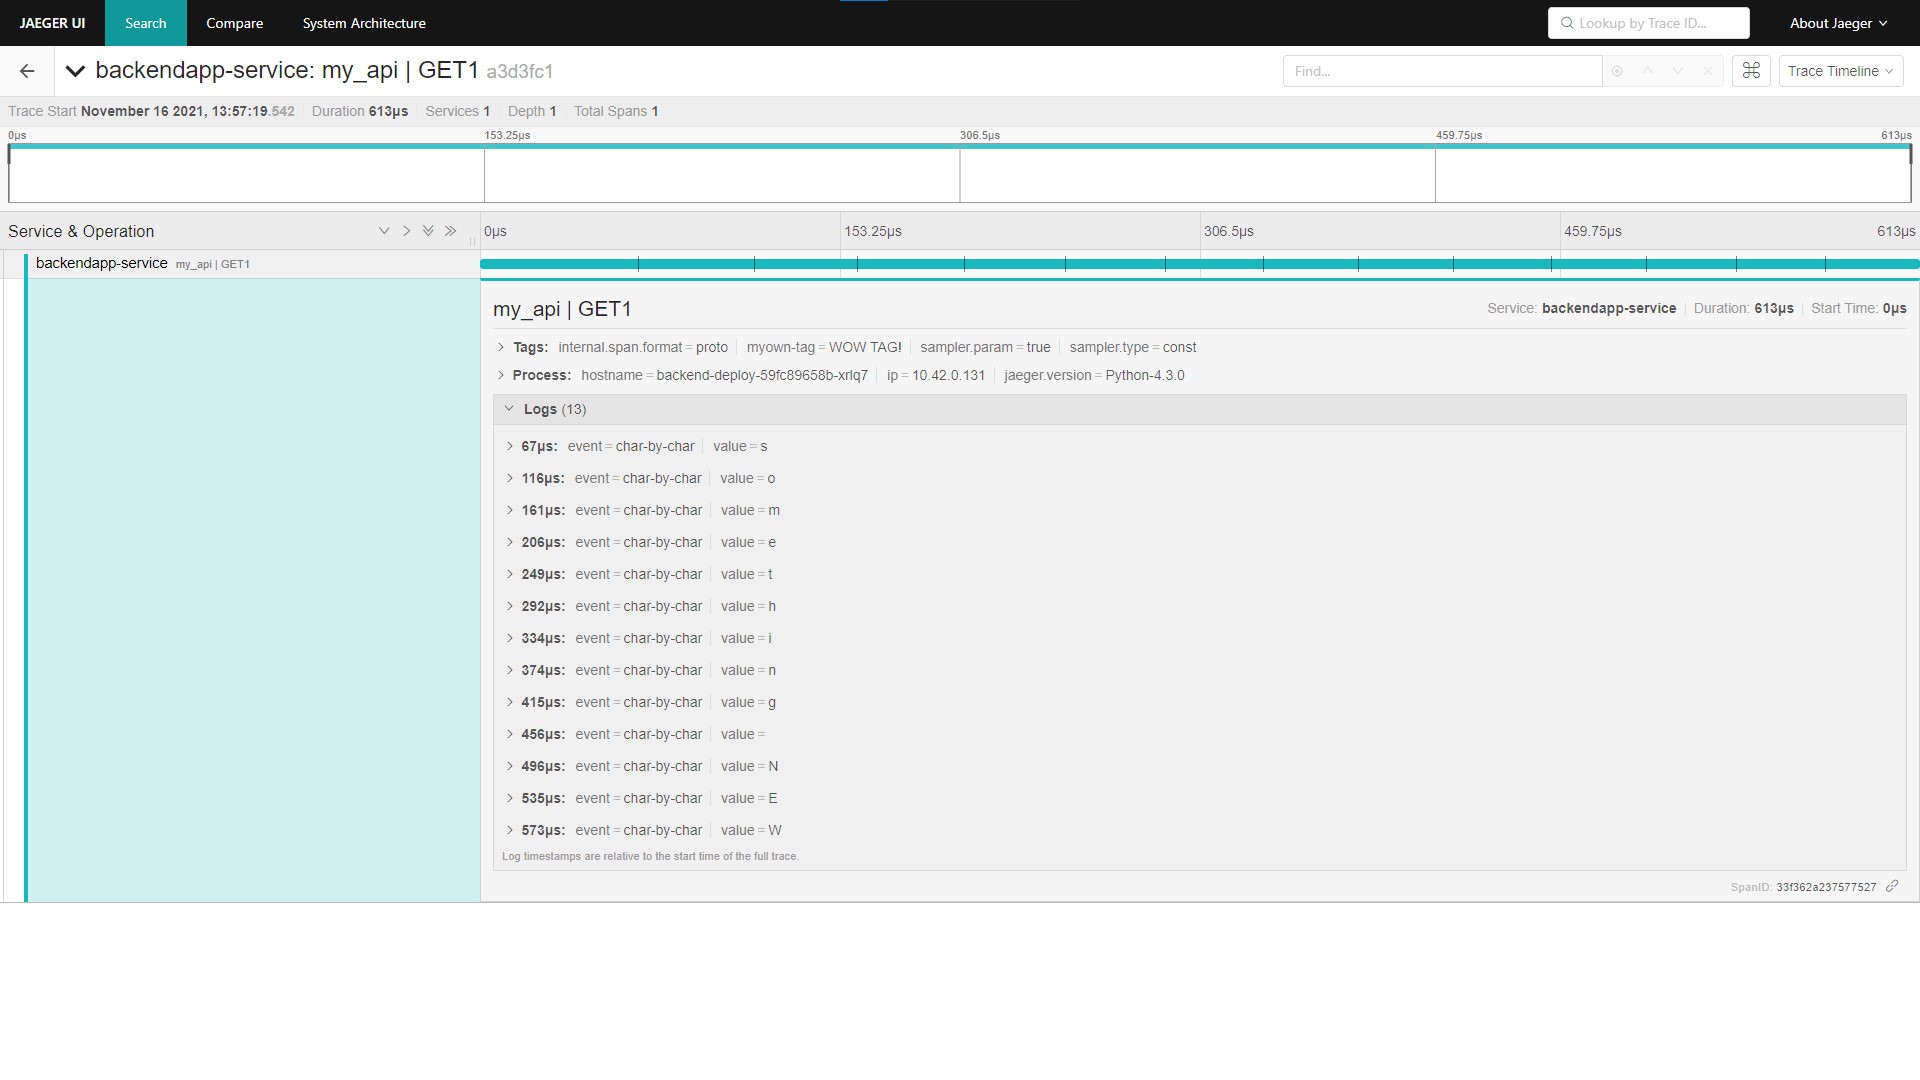 JAEGER UI Search Compare System Architecture Lookup by Trace ID... About Jaeger
backendapp-service: my_api | GET1 a3d3fc1 Find... ⌘ Trace Timeline
Trace Start November 16 2021, 13:57:19.542 Duration 613μs Services 1 Depth 1 Total Spans 1
0μs 153.25μs 306.5μs 459.75μs 613μs
Service & Operation 0μs 153.25μs 306.5μs 459.75μs 613μs
backendapp-service my_api | GET1
my_api | GET1 Service: backendapp-service Duration: 613μs Start Time: 0μs
Tags: internal.span.format = proto myown-tag = WOW TAG! sampler.param = true sampler.type = const
Process: hostname = backend-deploy-59fc89658b-xrlq7 ip = 10.42.0.131 jaeger.version = Python-4.3.0
Logs (13)
67μs: event = char-by-char value = s
116μs: event = char-by-char value = o
161μs: event = char-by-char value = m
206μs: event = char-by-char value = e
249μs: event = char-by-char value = t
292μs: event = char-by-char value = h
334μs: event = char-by-char value = i
374μs: event = char-by-char value = n
415μs: event = char-by-char value = g
456μs: event = char-by-char value =
496μs: event = char-by-char value = N
535μs: event = char-by-char value = E
573μs: event = char-by-char value = W
Log timestamps are relative to the start time of the full trace.
SpanID: 33f362a237577527